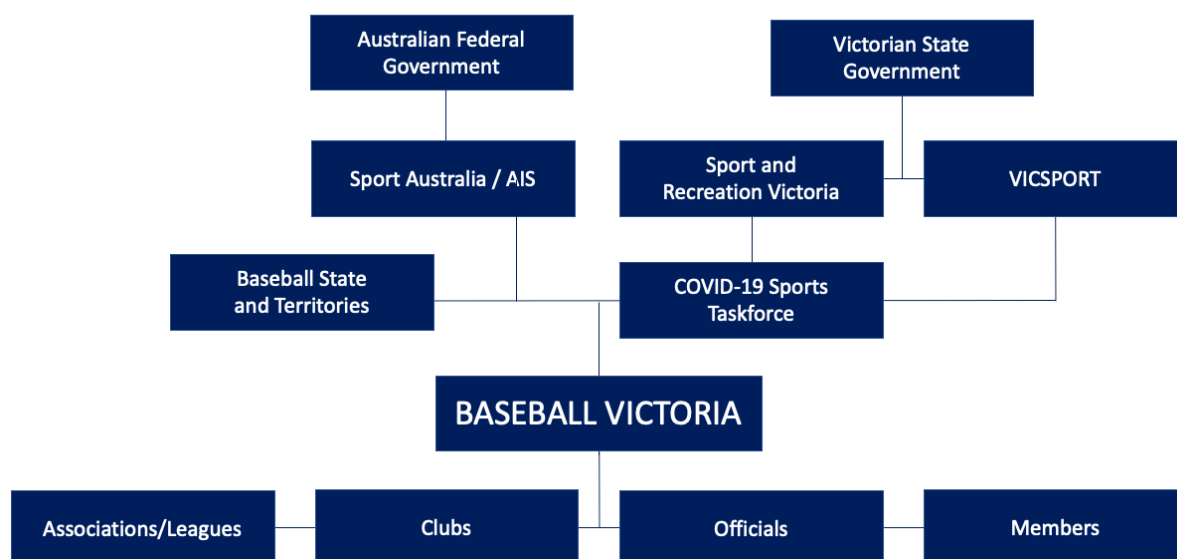 Australian Federal
Government
Victorian State
Government
Sport Australia / AIS
Sport and
Recreation Victoria
VICSPORT
Baseball State
and Territories
COVID-19 Sports
Taskforce
BASEBALL VICTORIA
Associations/Leagues
Clubs
Officials
Members